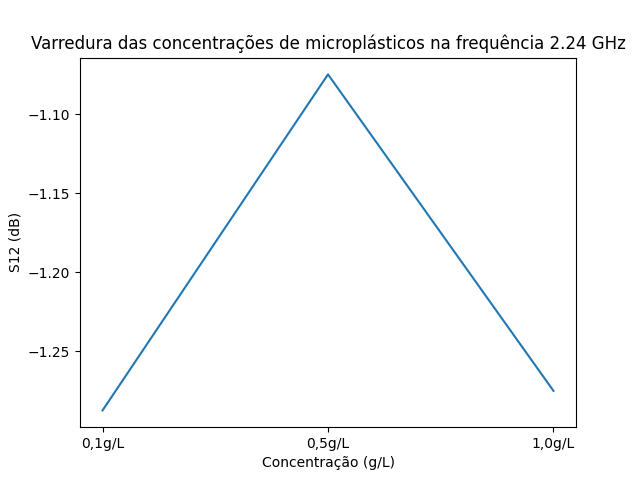 Varredura das concentrações de microplásticos na frequência 2.24 GHz
S12 (dB)
−1.10
−1.15
−1.20
−1.25
0,1g/L 0,5g/L 1,0g/L
Concentração (g/L)